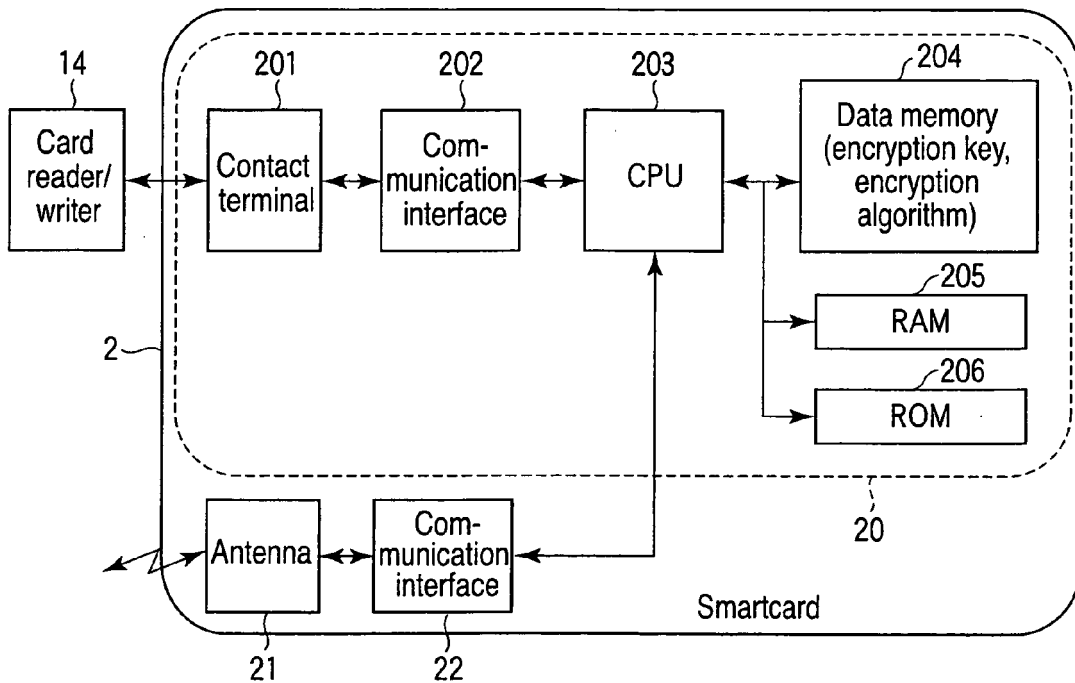 14
201
202
203
204
Card
reader/
writer
Contact
terminal
Com-
munication
interface
CPU
Data memory
(encryption key,
encryption
algorithm)
205
RAM
2
206
ROM
20
Antenna
Com-
munication
interface
Smartcard
21
22